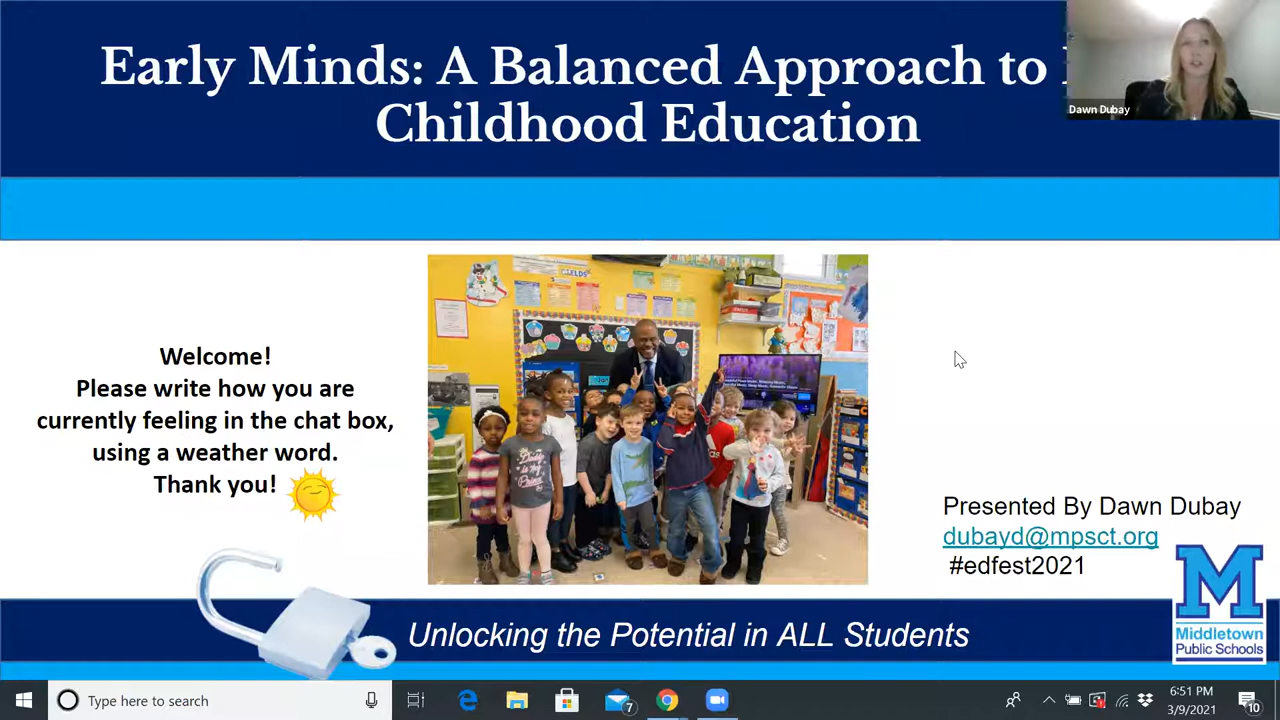 Early Minds: A Balanced Approach to
Childhood Education
Dawn Dubay
Welcome!
Please write how you are
currently feeling in the chat box,
using a weather word.
Thank you!
Presented By Dawn Dubay
dubayd@mpsct.org
#edfest2021
Unlocking the Potential in ALL Students
M
Middletown
Public Schools
Type here to search
7
6:51 PM
3/9/2021
10